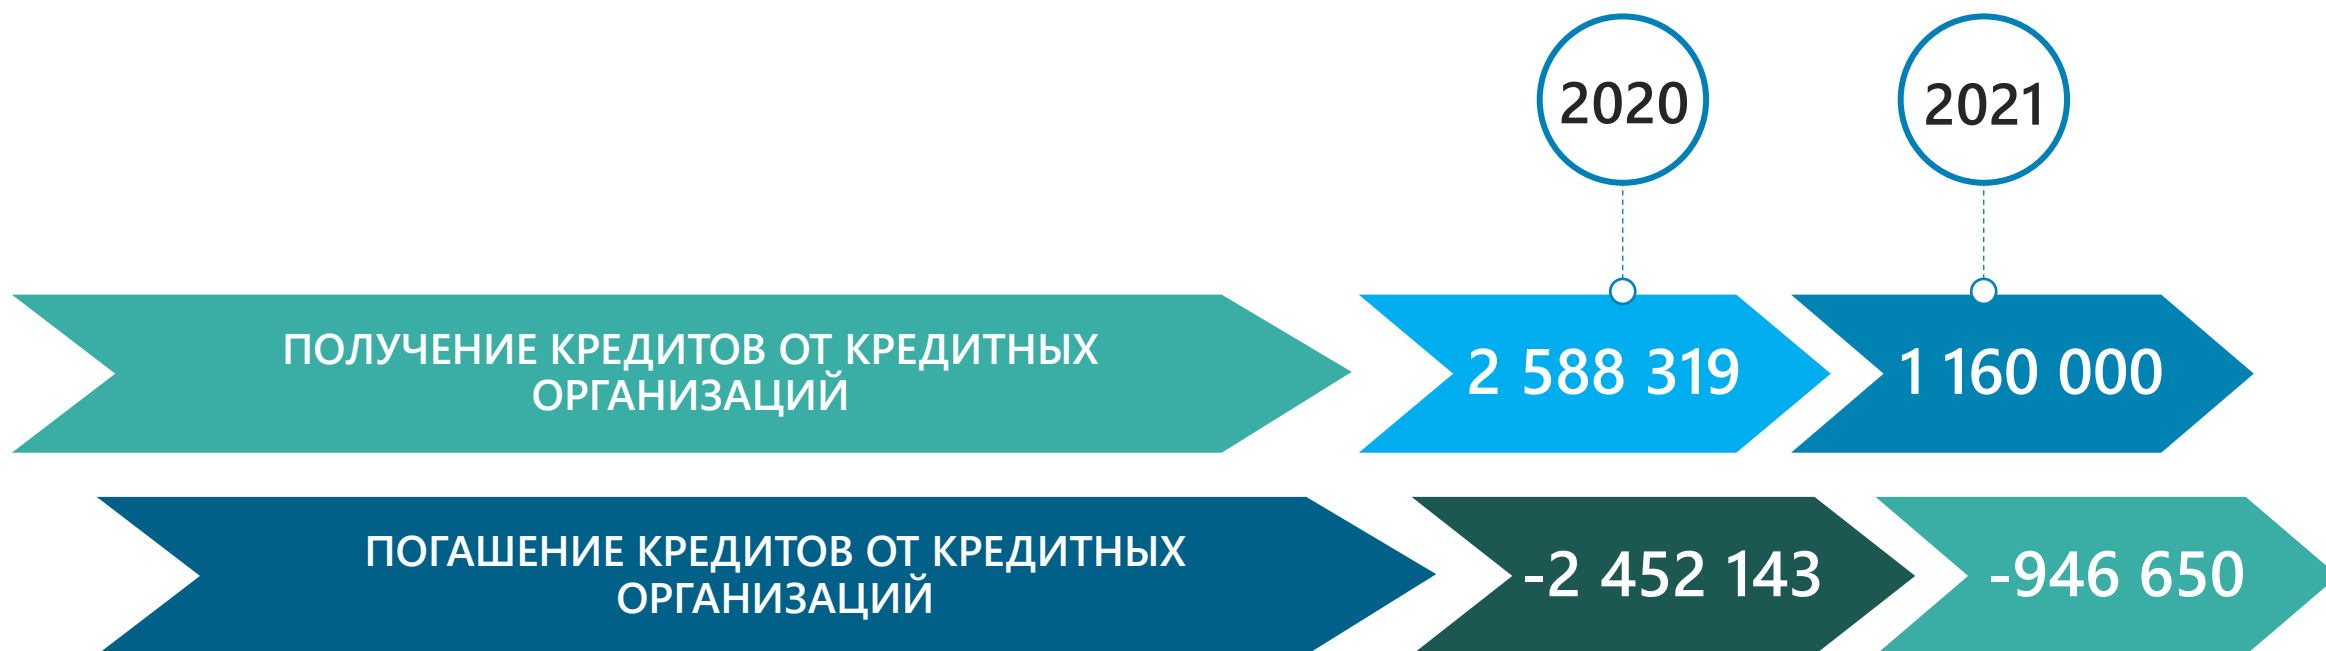 2020
2021
ПОЛУЧЕНИЕ КРЕДИТОВ ОТ КРЕДИТНЫХ
ОРГАНИЗАЦИЙ
2 588 319
1 160 000
ПОГАШЕНИЕ КРЕДИТОВ ОТ КРЕДИТНЫХ
ОРГАНИЗАЦИЙ
-2 452 143
-946 650